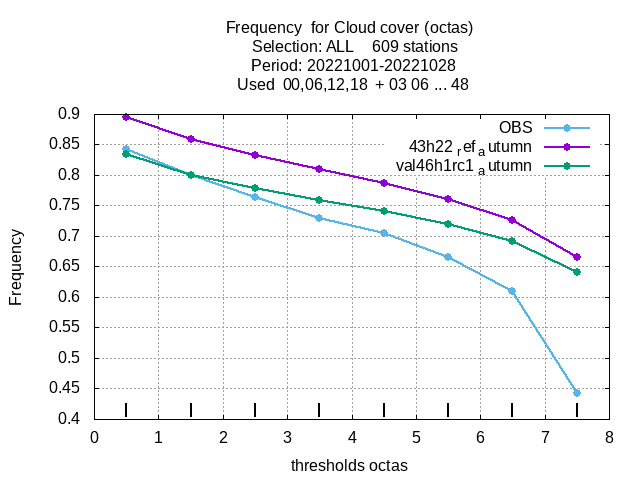 Frequency  for Cloud cover (octas)
Selection: ALL    609 stations
Period: 20221001-20221028
Used  00,06,12,18  + 03 06 ... 48
OBS
43h22 ref autumn
val46h1rc1 autumn
0.9
0.85
0.8
0.75
0.7
0.65
0.6
0.55
0.5
0.45
0.4
Frequency
0 1 2 3 4 5 6 7 8
thresholds octas